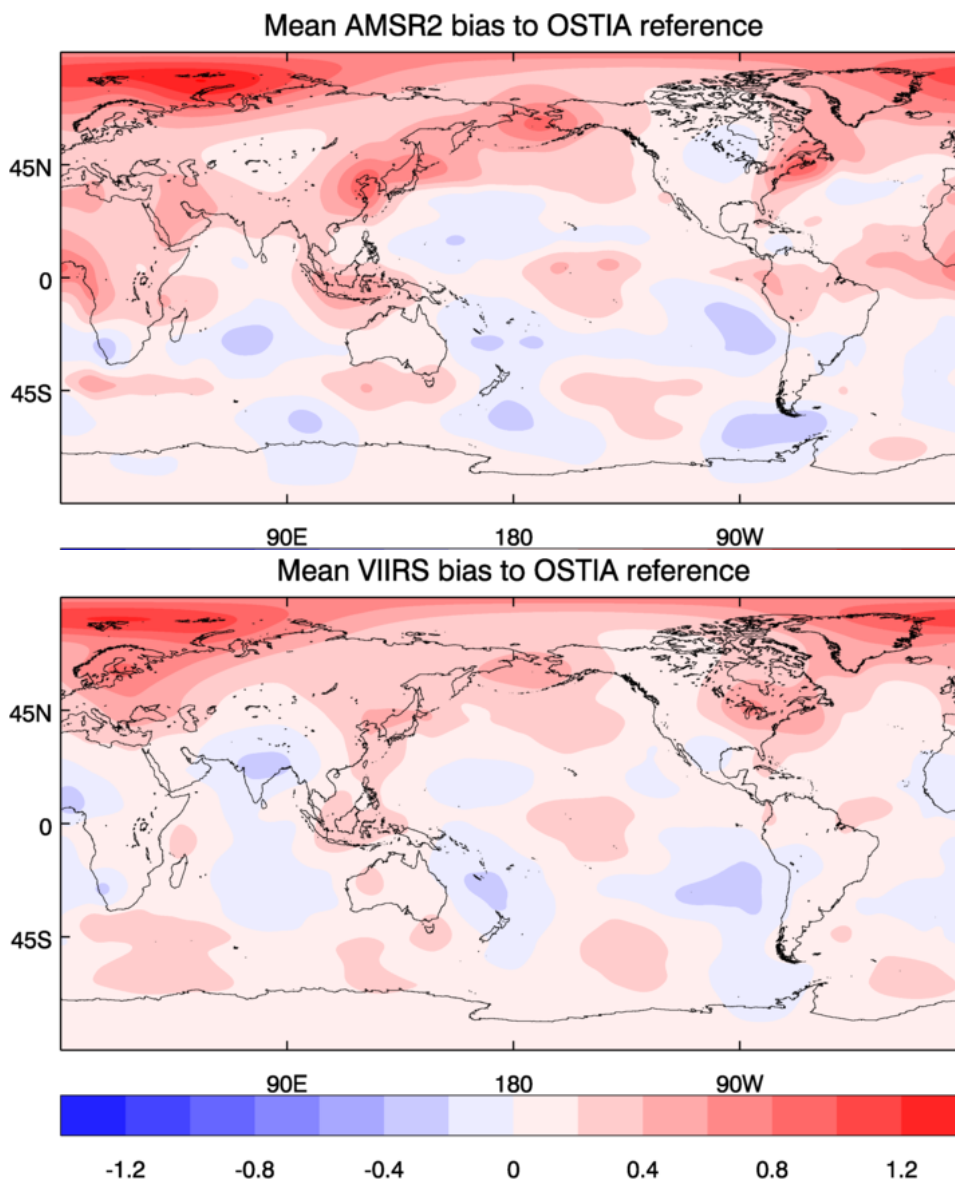 Mean AMSR2 bias to OSTIA reference
45N
0
45S
90E 180 90W
Mean VIIRS bias to OSTIA reference
45N
0
45S
90E 180 90W
-1.2 -0.8 -0.4 0 0.4 0.8 1.2